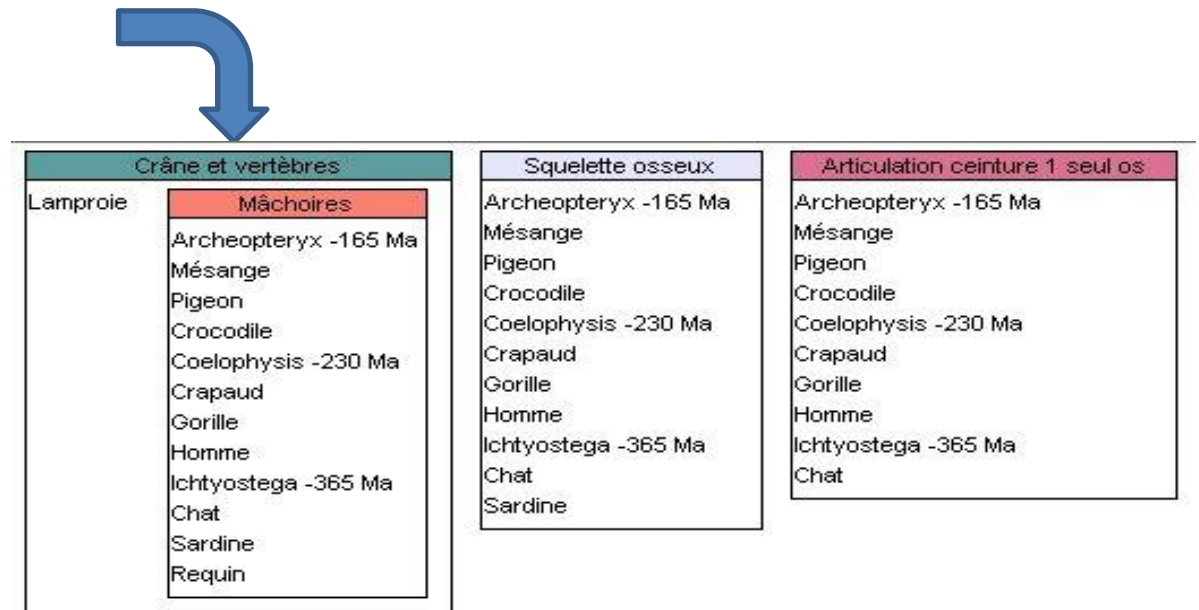 Crâne et vertèbres
Lamproie
Mâchoires
Archeopteryx -165 Ma
Mésange
Pigeon
Crocodile
Coelophysis -230 Ma
Crapaud
Gorille
Homme
Ichtyostega -365 Ma
Chat
Sardine
Requin
Squelette osseux
Archeopteryx -165 Ma
Mésange
Pigeon
Crocodile
Coelophysis -230 Ma
Crapaud
Gorille
Homme
Ichtyostega -365 Ma
Chat
Sardine
Articulation ceinture 1 seul os
Archeopteryx -165 Ma
Mésange
Pigeon
Crocodile
Coelophysis -230 Ma
Crapaud
Gorille
Homme
Ichtyostega -365 Ma
Chat